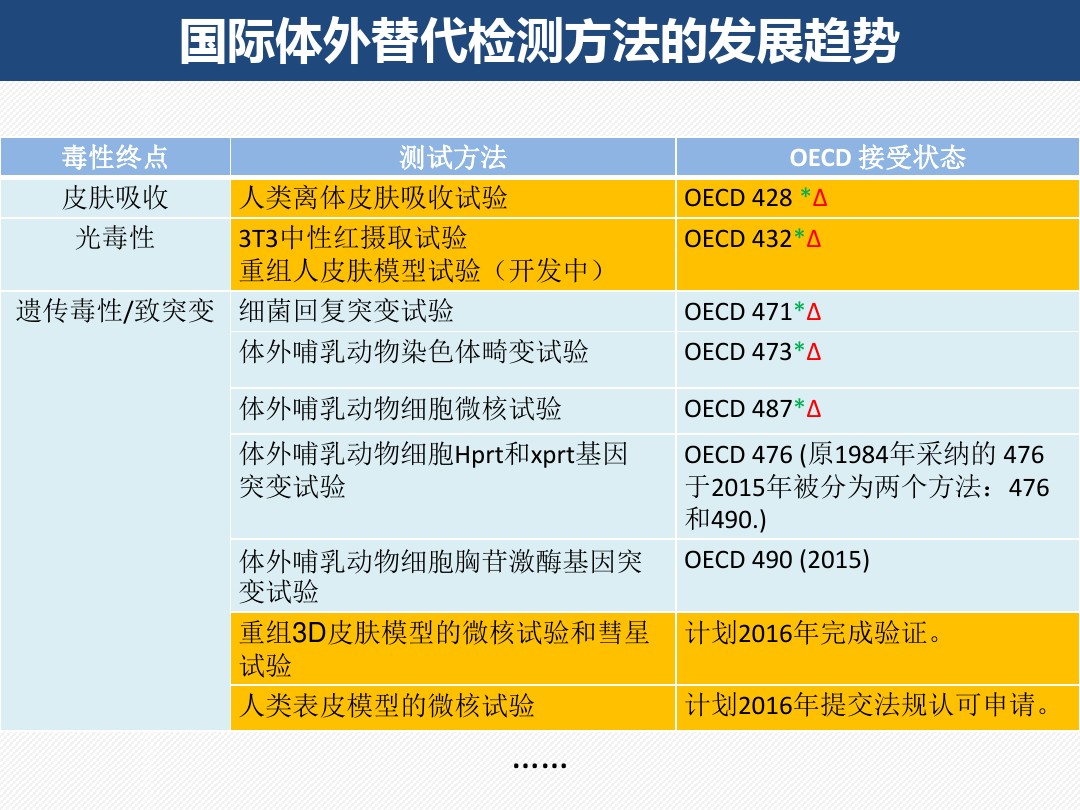 国际体外替代检测方法的发展趋势
毒性终点
测试方法
OECD 接受状态
皮肤吸收
人类离体皮肤吸收试验
OECD 428 *Δ
光毒性
3T3中性红摄取试验
重组人皮肤模型试验（开发中）
OECD 432*Δ
遗传毒性/致突变
细菌回复突变试验
OECD 471*Δ
体外哺乳动物染色体畸变试验
OECD 473*Δ
体外哺乳动物细胞微核试验
OECD 487*Δ
体外哺乳动物细胞Hprt和xprt基因
突变试验
OECD 476 (原1984年采纳的 476
于2015年被分为两个方法：476
和490.)
体外哺乳动物细胞胸苷激酶基因突
变试验
OECD 490 (2015)
重组3D皮肤模型的微核试验和彗星
试验
计划2016年完成验证。
人类表皮模型的微核试验
计划2016年提交法规认可申请。
……